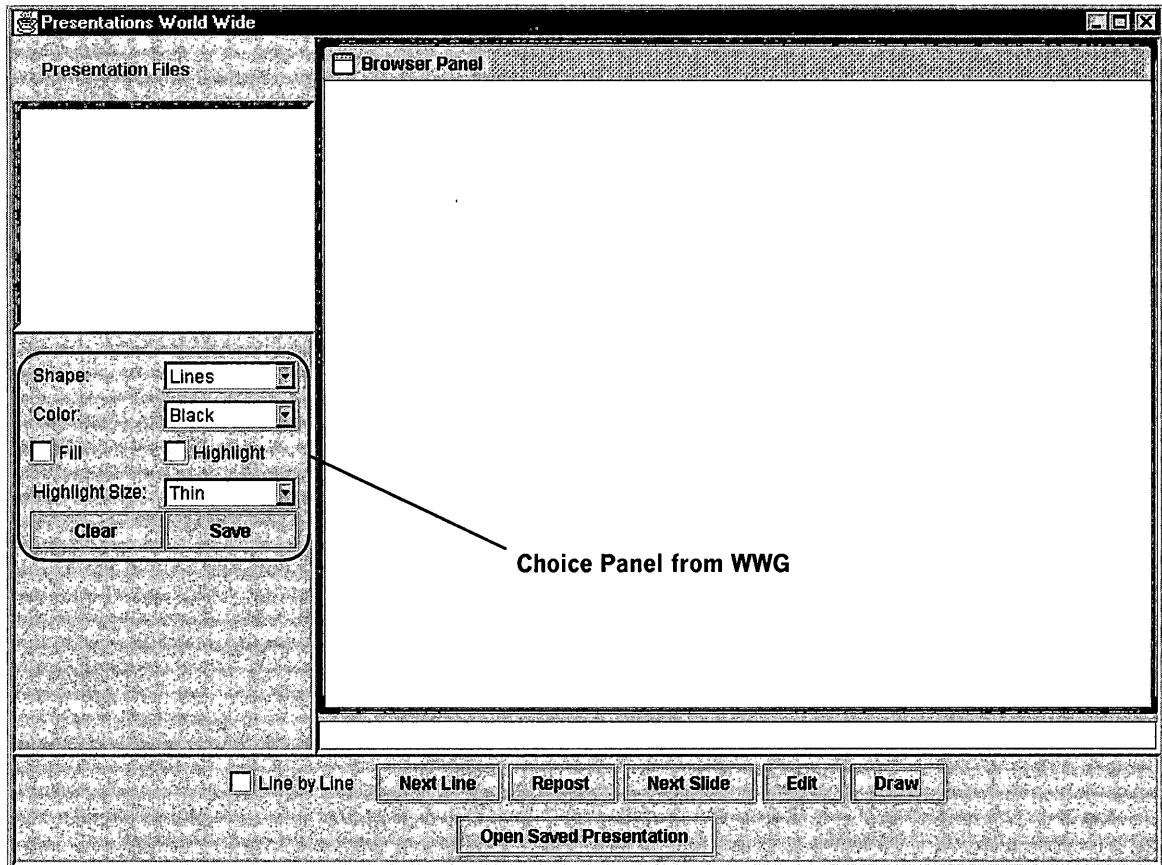 Presentations World Wide
Presentation Files
Browser Panel
Shape: Lines
Color: Black
Fill Highlight
Highlight Size: Thin
Clear Save
Choice Panel from WWG
Line by Line Next Line Repost Next Slide Edit Draw
Open Saved Presentation